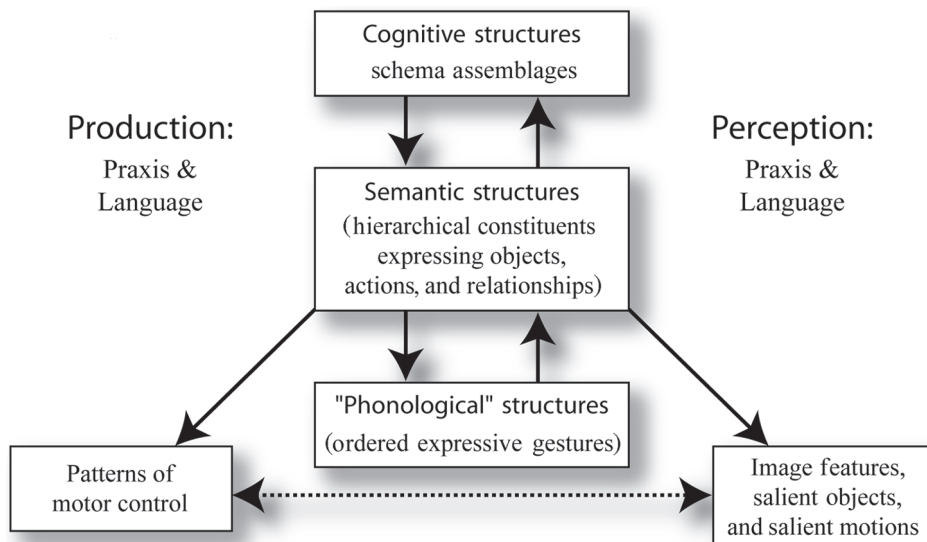 Cognitive structures
schema assemblages
Production:
Praxis &
Language
Perception:
Praxis &
Language
Semantic structures
(hierarchical constituents
expressing objects,
actions, and relationships)
"Phonological" structures
(ordered expressive gestures)
Patterns of
motor control
Image features,
salient objects,
and salient motions